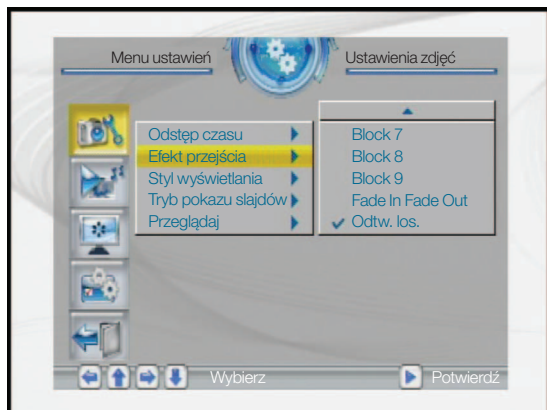 Menu ustawień
Ustawienia zdjęć
Odstęp czasu
Efekt przejścia
Styl wyświetlania
Tryb pokazu slajdów
Przeglądaj
Block 7
Block 8
Block 9
Fade In Fade Out
Odtw. los.
Wybierz
Potwierdź